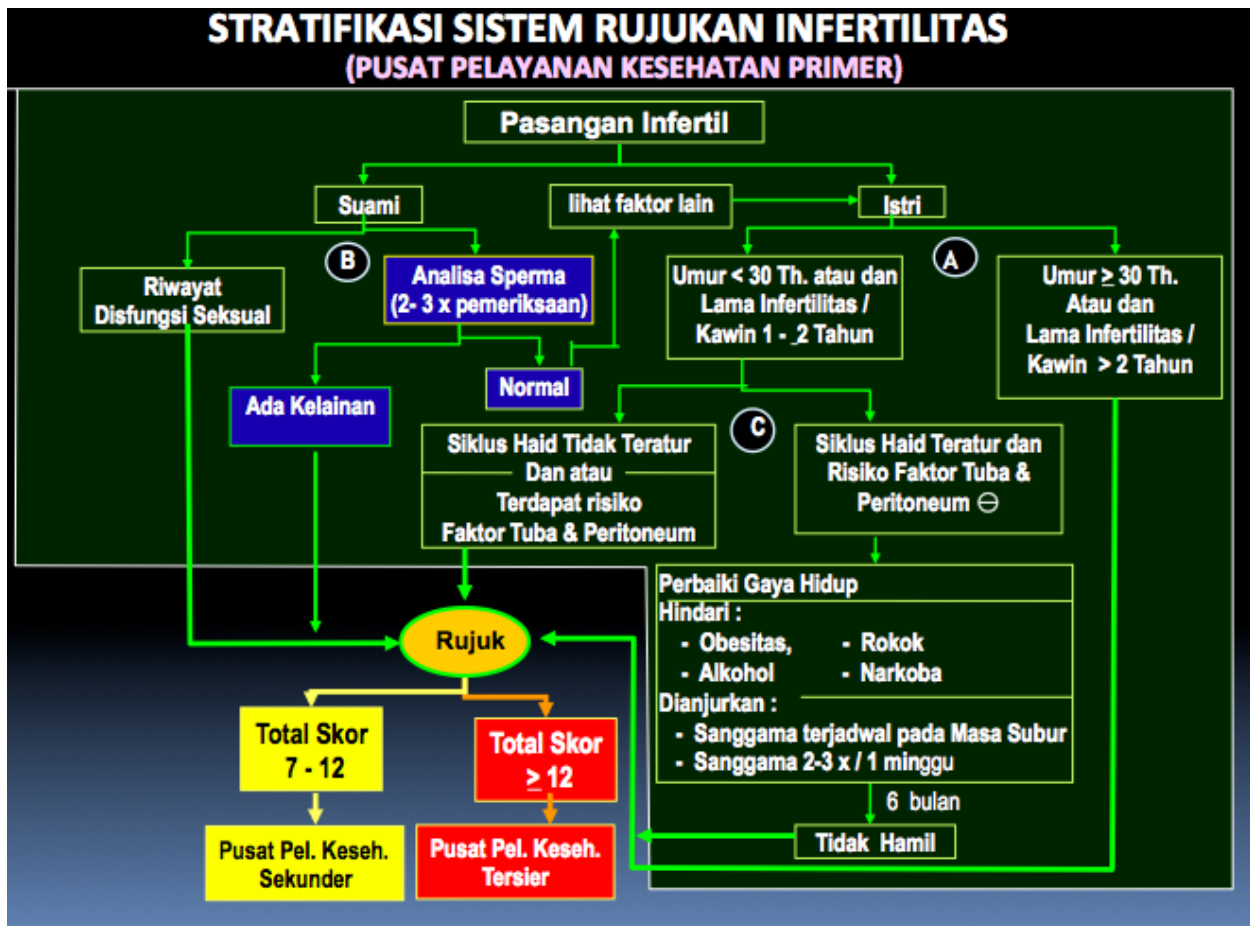 STRATIFIKASI SISTEM RUJUKAN INFERTILITAS
(PUSAT PELAYANAN KESEHATAN PRIMER)
Pasangan Infertil
Suami
lihat faktor lain
Istri
B
A
Riwayat
Disfungsi Seksual
Analisa Sperma
(2- 3 x pemeriksaan)
Umur < 30 Th. atau dan
Lama Infertilitas /
Kawin 1 - 2 Tahun
Umur ≥ 30 Th.
Atau dan
Lama Infertilitas /
Kawin > 2 Tahun
Ada Kelainan
Normal
C
Siklus Haid Tidak Teratur
Dan atau
Terdapat risiko
Faktor Tuba & Peritoneum
Siklus Haid Teratur dan
Risiko Faktor Tuba &
Peritoneum ⊖
Perbaiki Gaya Hidup
Hindari :
- Obesitas, - Rokok
- Alkohol - Narkoba
Dianjurkan :
- Sanggama terjadwal pada Masa Subur
- Sanggama 2-3 x / 1 minggu
6 bulan
Tidak Hamil
Rujuk
Total Skor
7 - 12
Total Skor
≥ 12
Pusat Pel. Keseh.
Sekunder
Pusat Pel. Keseh.
Tersier